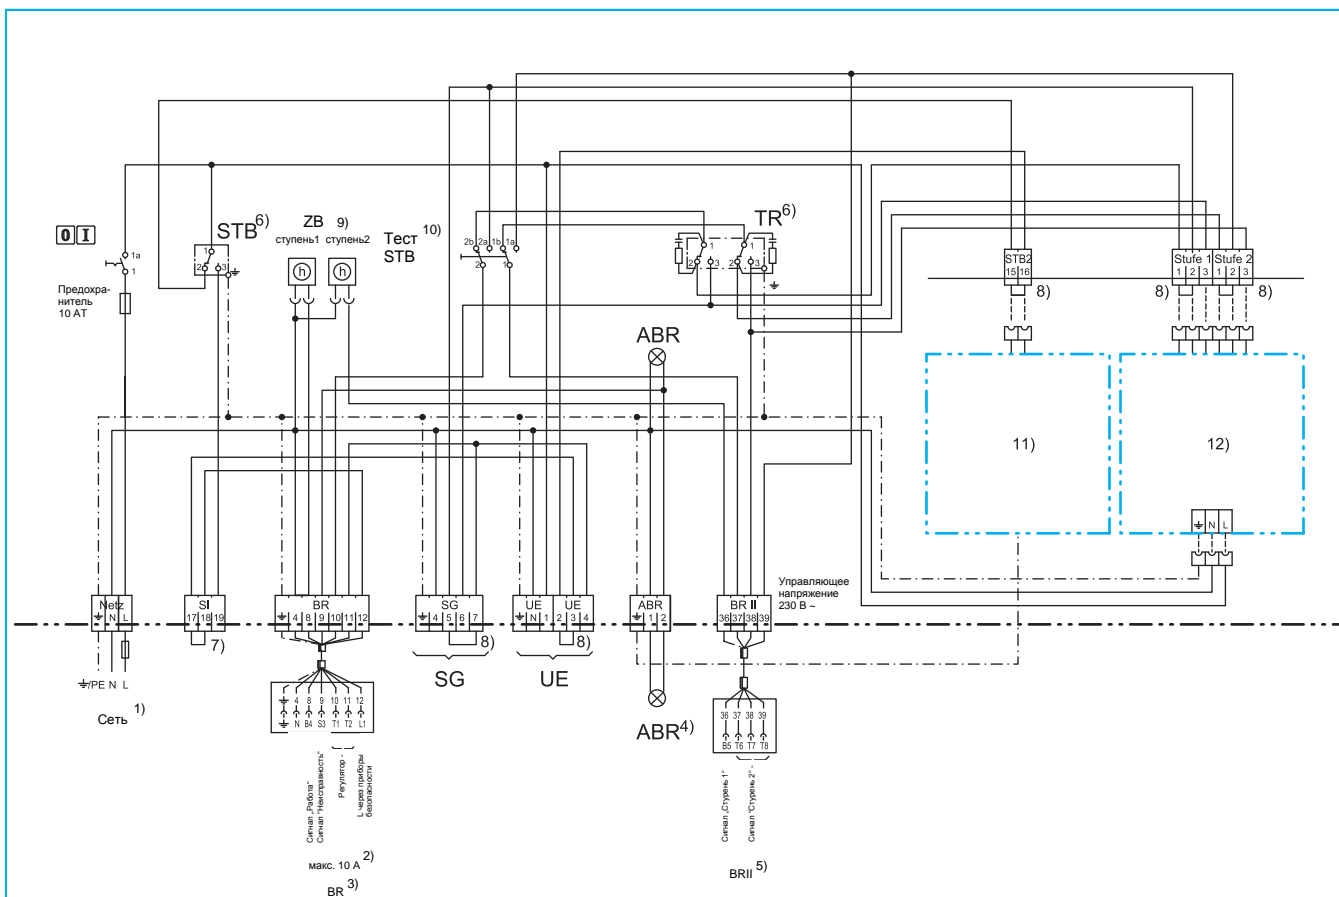 0 I
1a
1
Предохра-
нитель
10 АТ
STB6)
1
2 3
ZB 9)
ступень1 ступень2
h h
Тест 10)
STB
2b 2a 1b 1a
2 1
TR6)
1 1
2 3 2 3
STB2
15 16
8)
Stufe 1 Stufe 2
1 2 3 1 2 3
8) 8)
ABR
11)
12)
N L
Netz
N L
SI
17 18 19
7)
BR
4 8 9 10 11 12
SG
4 5 6 7
8)
SG
UE UE
N 1 2 3 4
8)
UE
ABR
1 2
BR II
36 37 38 39
Управляющее
напряжение
230 В ~
/PE N L
Сеть 1)
4 8 9 10 11 12
N B4 S3 T1 T2 L1
Сигнал „Работа“
Сигнал “Неисправность“
Регулятор -
L через приборы
безопасности
макс. 10 А 2)
BR 3)
ABR4)
36 37 38 39
B5 T6 T7 T8
Сигнал „Стурень 1“
Сигнал “Стурень 2“ -
BRII 5)